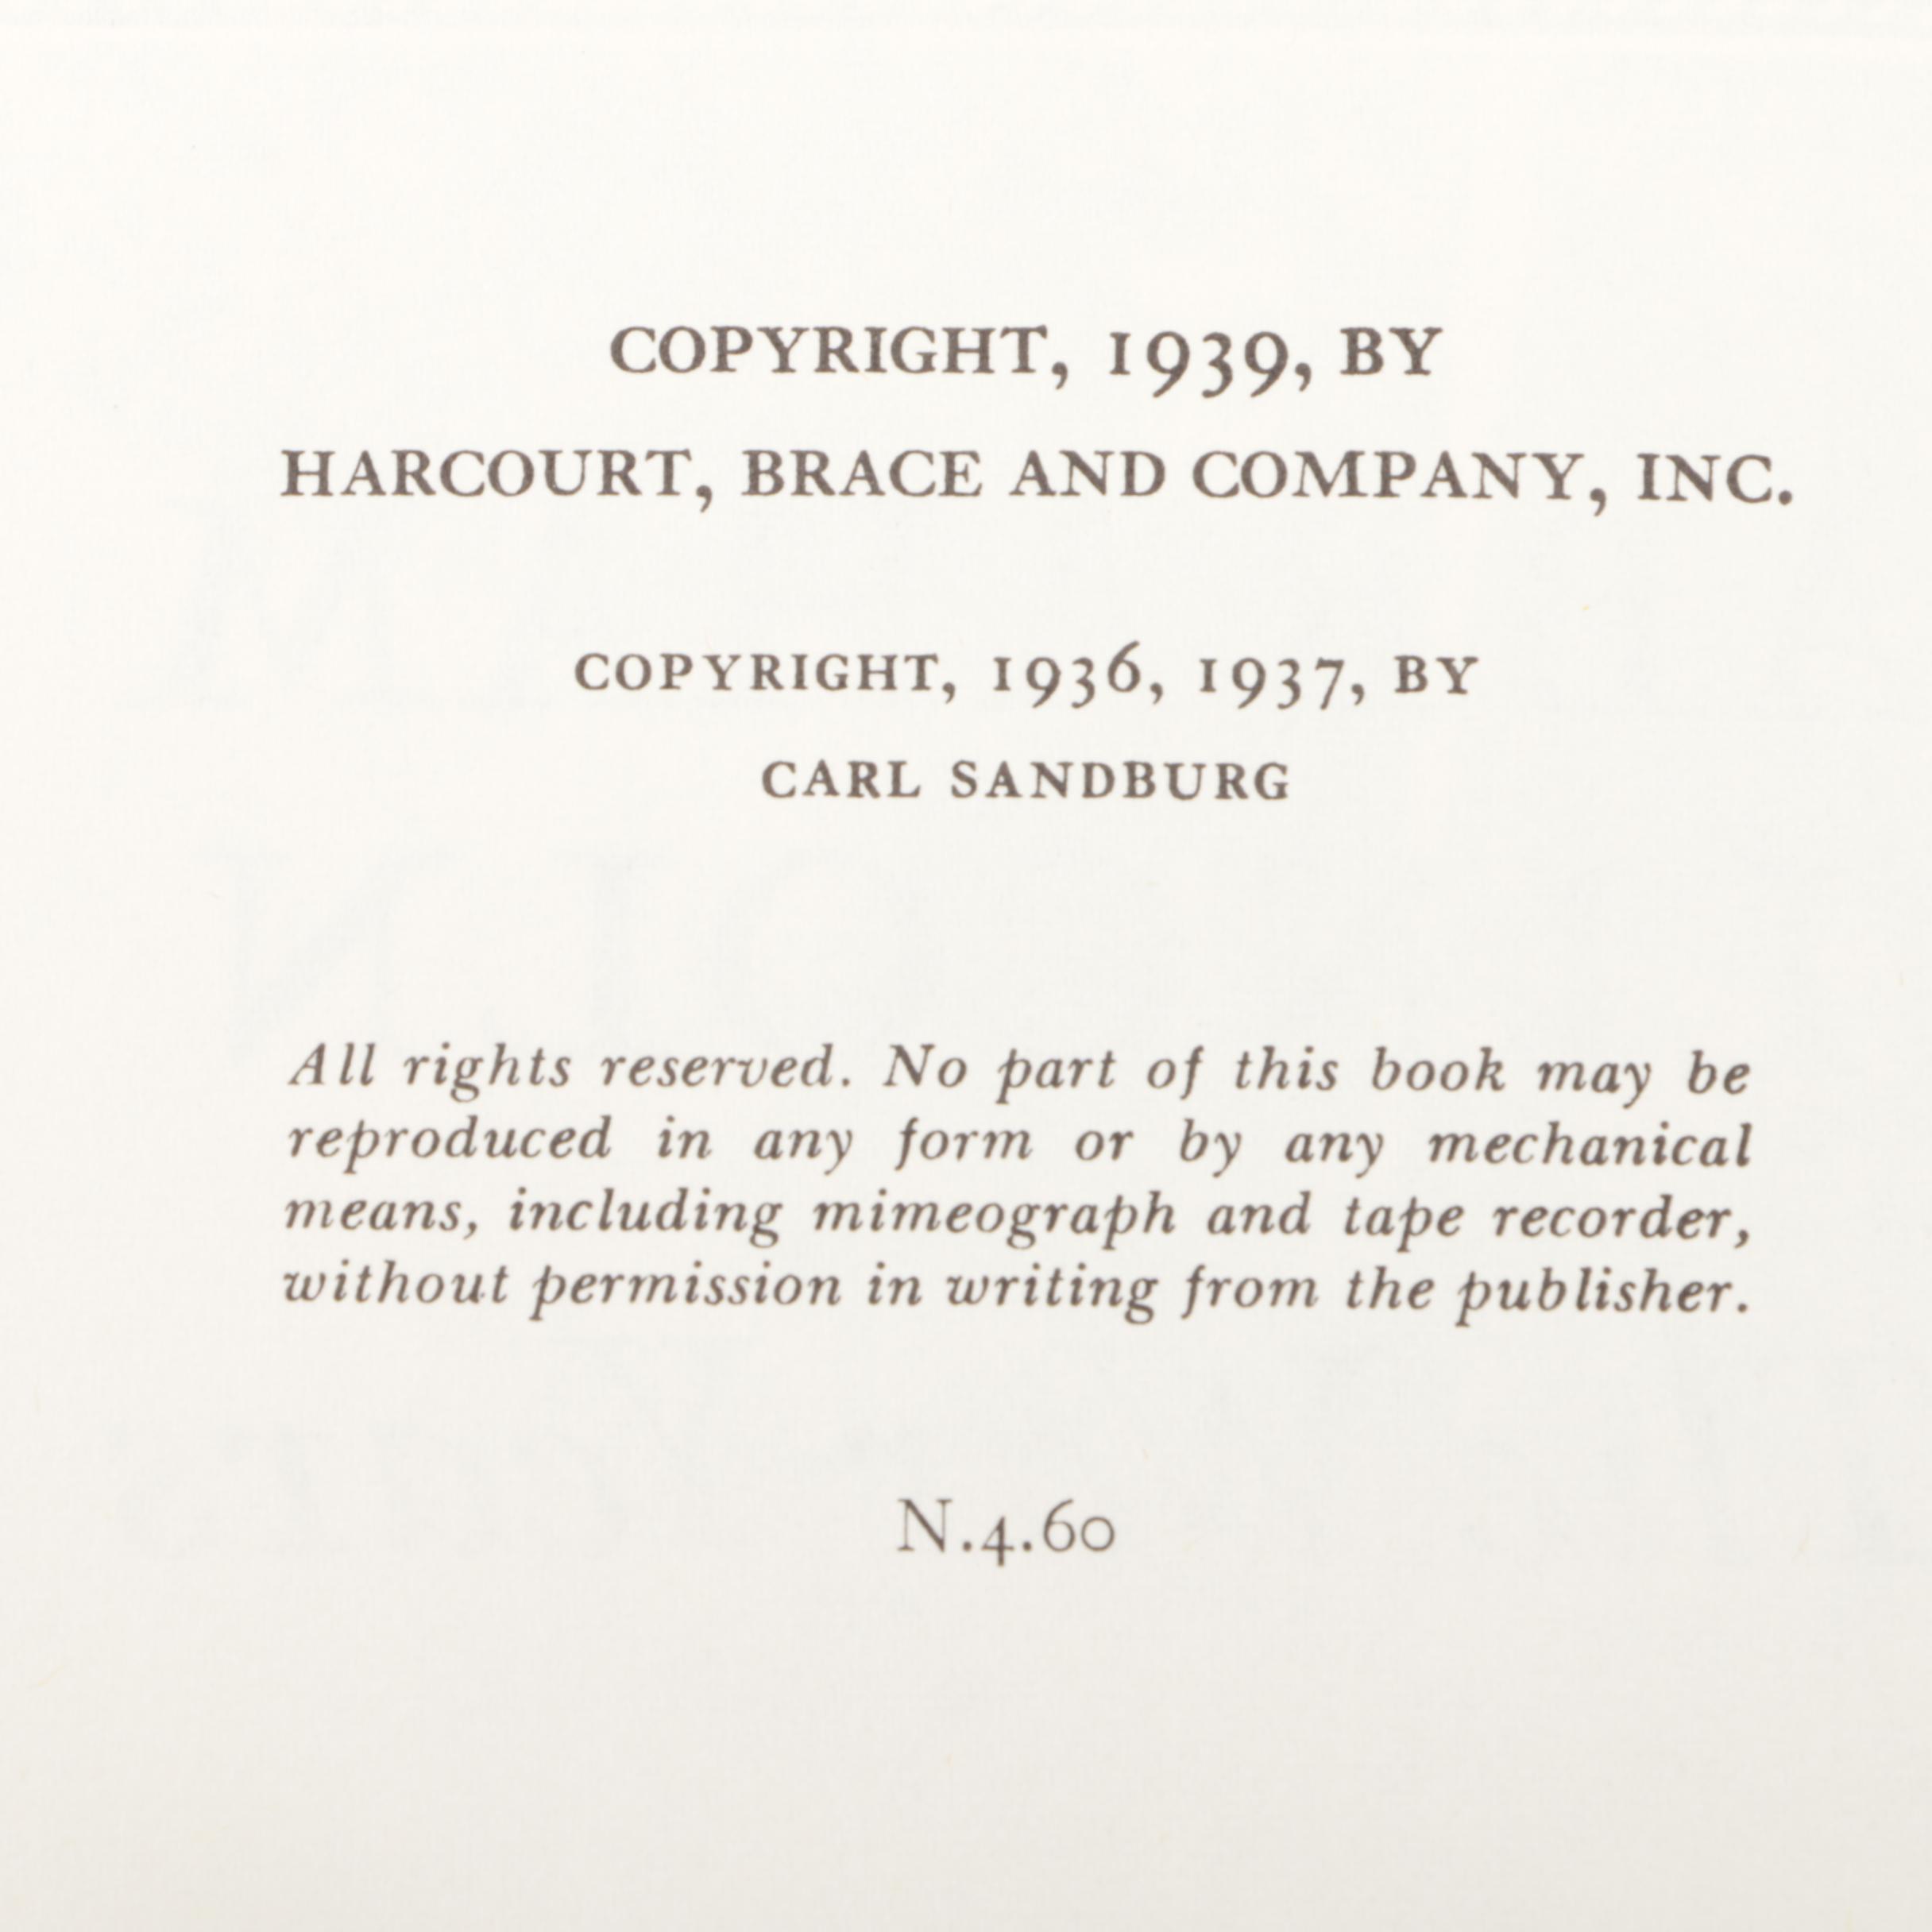 COPYRIGHT, 1939, BY
HARCOURT, BRACE AND COMPANY, INC.
COPYRIGHT, 1936, 1937, BY
CARL SANDBURG
All rights reserved. No part of this book may be
reproduced in any form or by any mechanical
means, including mimeograph and tape recorder,
without permission in writing from the publisher.
N.4.60